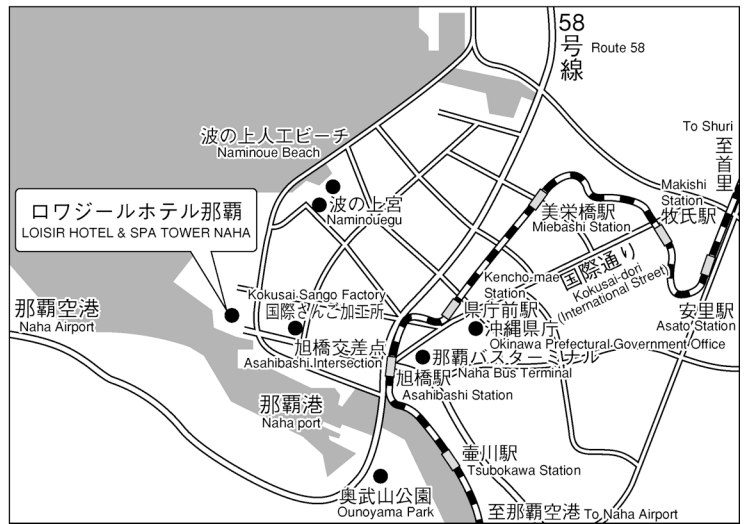 58号線
Route 58
To Shuri
至首里
波の上人工ビーチ
Naminoue Beach
Makishi
Station
牧氏駅
波の上宮
Naminouegu
美栄橋駅
Miebashi Station
ロワジールホテル那覇
LOISIR HOTEL & SPA TOWER NAHA
国際通り
Kokusai-dori
(International Street)
Kencho-mae
Station
県庁前駅
Kokusai Sango Factory
国際さんご加工所
那覇空港
Naha Airport
安里駅
Asato Station
沖縄県庁
Okinawa Prefectural Government Office
旭橋交差点
Asahibashi Intersection
那覇バスターミナル
Naha Bus Terminal
旭橋駅
Asahibashi Station
那覇港
Naha port
壷川駅
Tsubokawa Station
奥武山公園
Ounoyama Park
至那覇空港 To Naha Airport